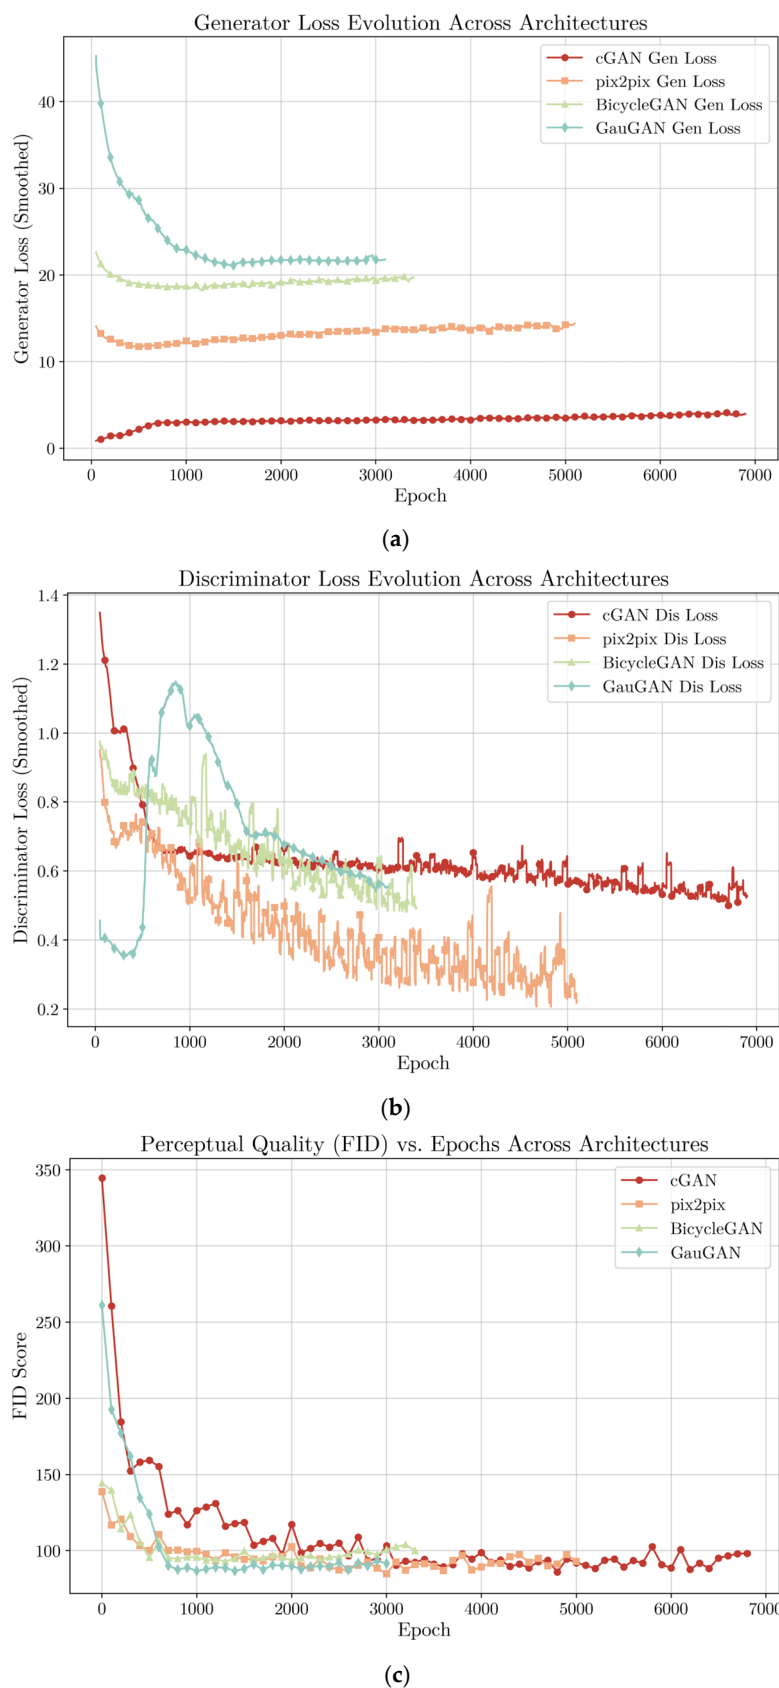 Generator Loss Evolution Across Architectures
cGAN Gen Loss
pix2pix Gen Loss
BicycleGAN Gen Loss
GauGAN Gen Loss
Generator Loss (Smoothed)
40
30
20
10
0
0 1000 2000 3000 4000 5000 6000 7000
Epoch
(a)
Discriminator Loss Evolution Across Architectures
cGAN Dis Loss
pix2pix Dis Loss
BicycleGAN Dis Loss
GauGAN Dis Loss
Discriminator Loss (Smoothed)
1.4
1.2
1.0
0.8
0.6
0.4
0.2
0 1000 2000 3000 4000 5000 6000 7000
Epoch
(b)
Perceptual Quality (FID) vs. Epochs Across Architectures
cGAN
pix2pix
BicycleGAN
GauGAN
FID Score
350
300
250
200
150
100
0 1000 2000 3000 4000 5000 6000 7000
Epoch
(c)